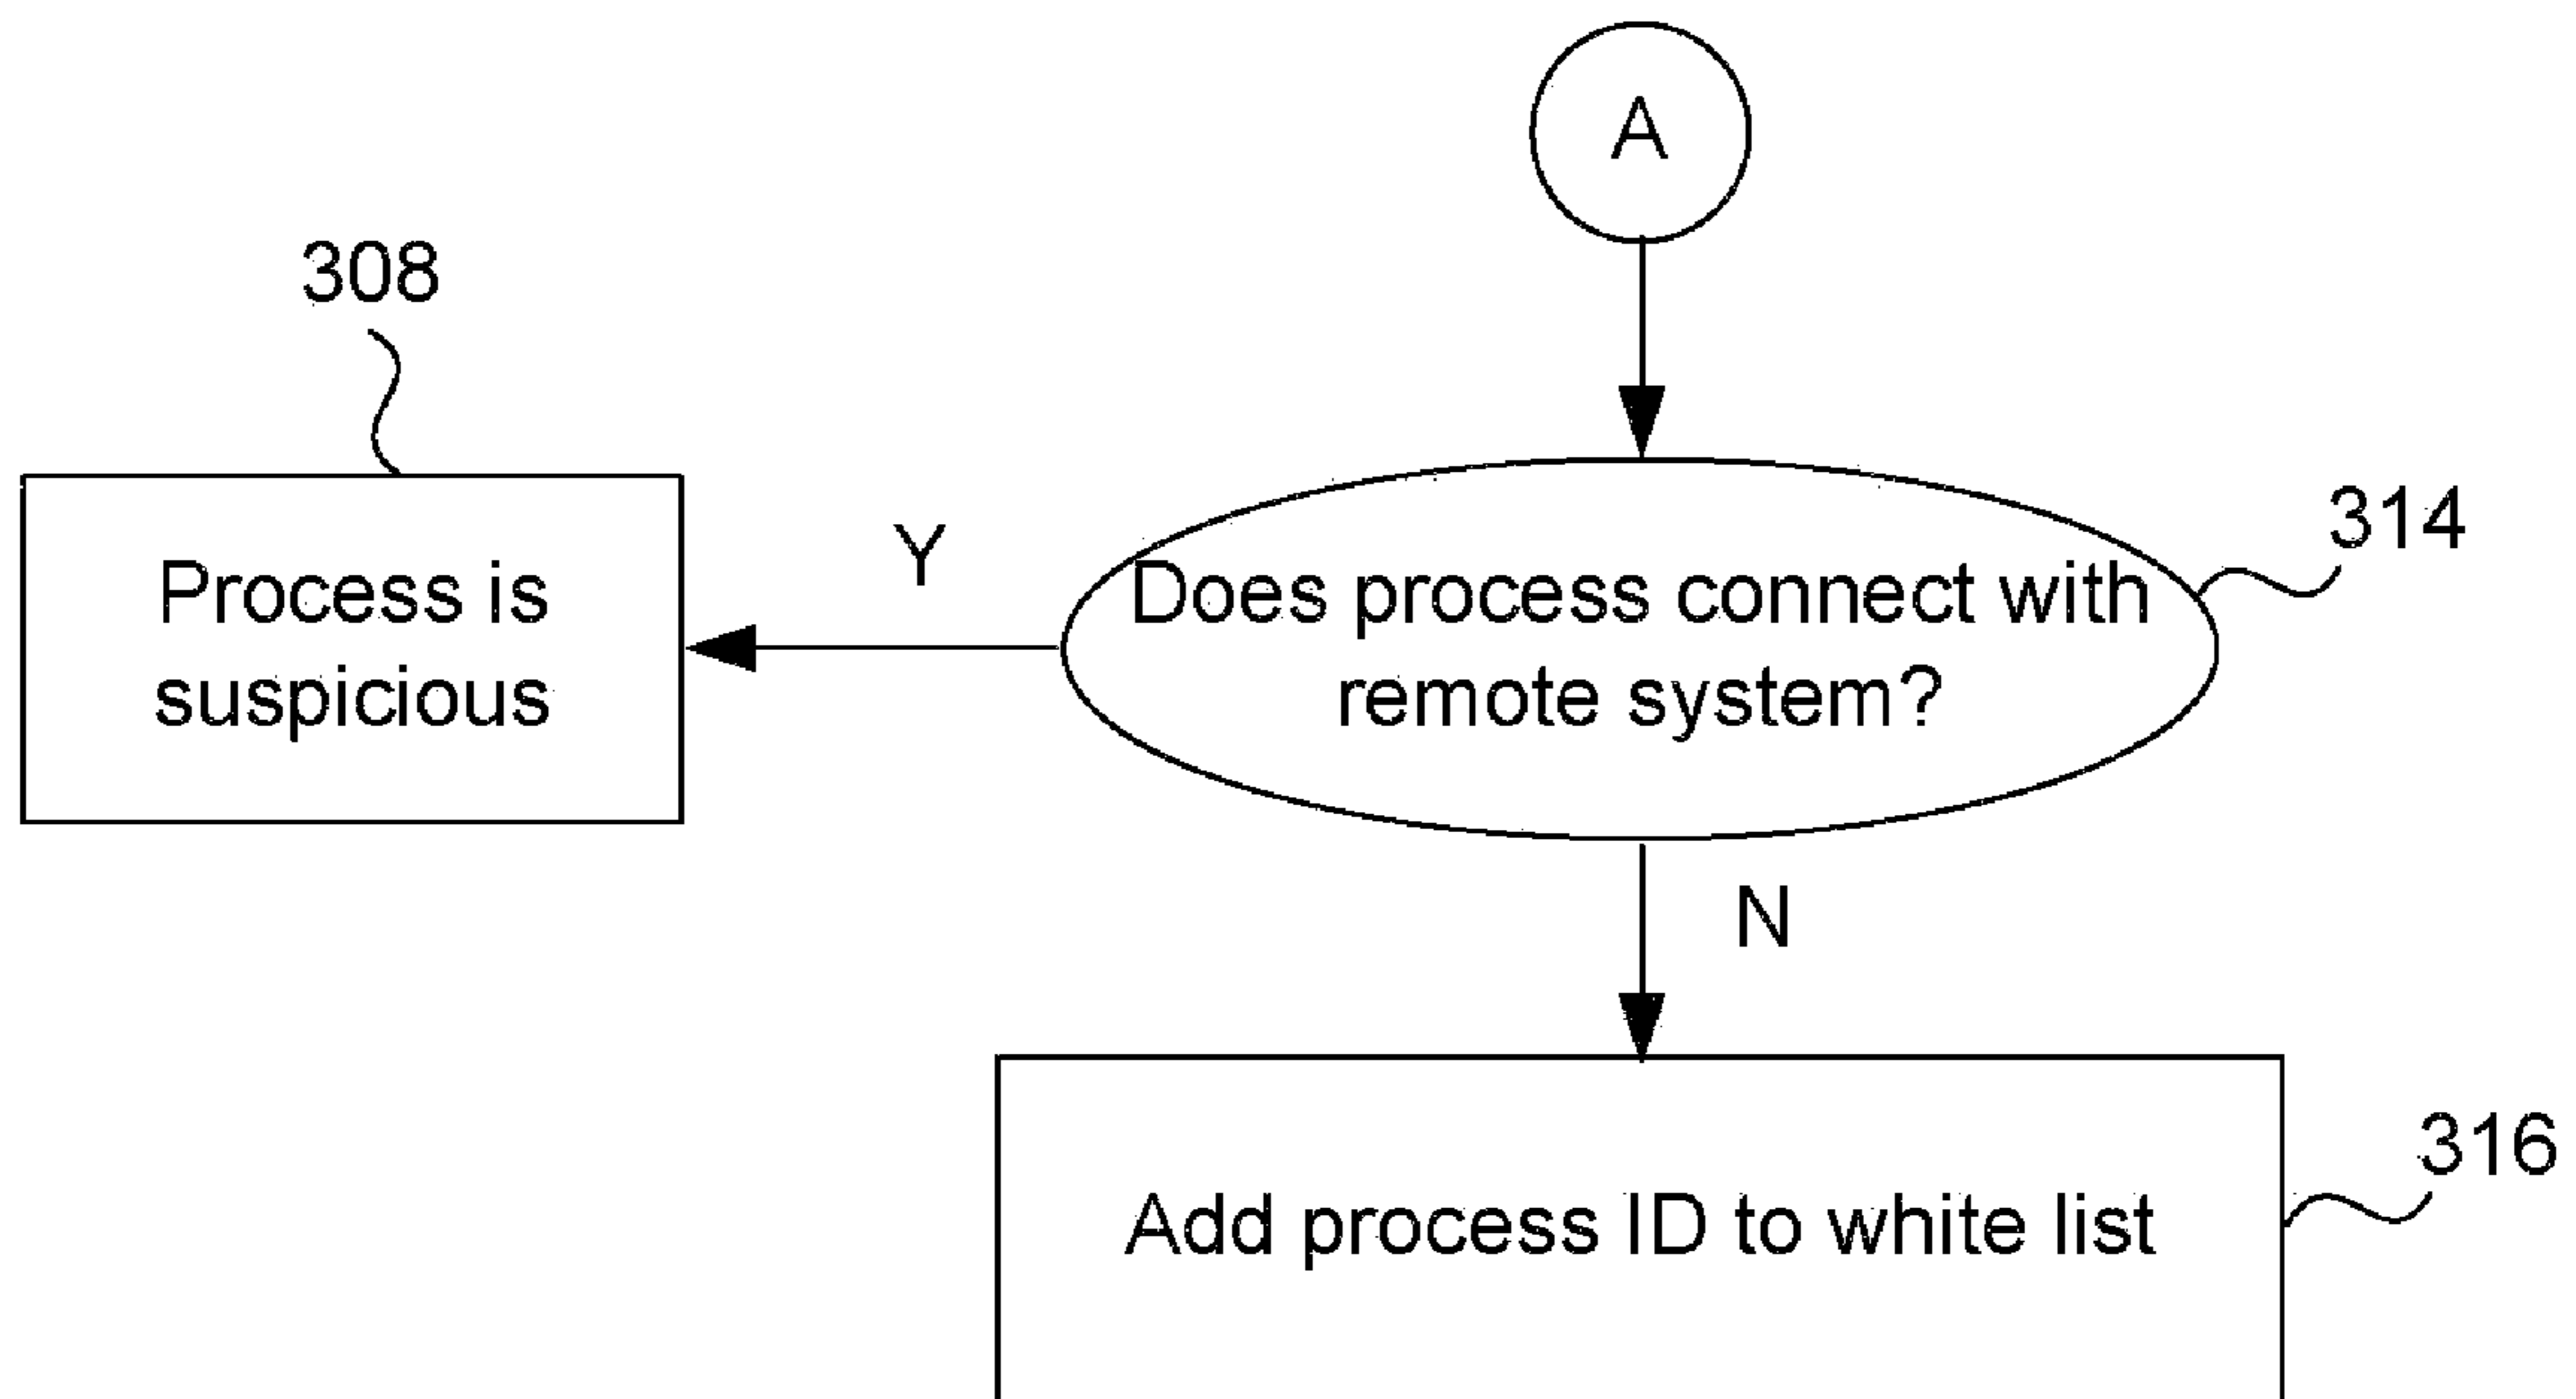 A
308
314
Y
Does process connect with
remote system?
Process is
suspicious
N
316
Add process ID to white list